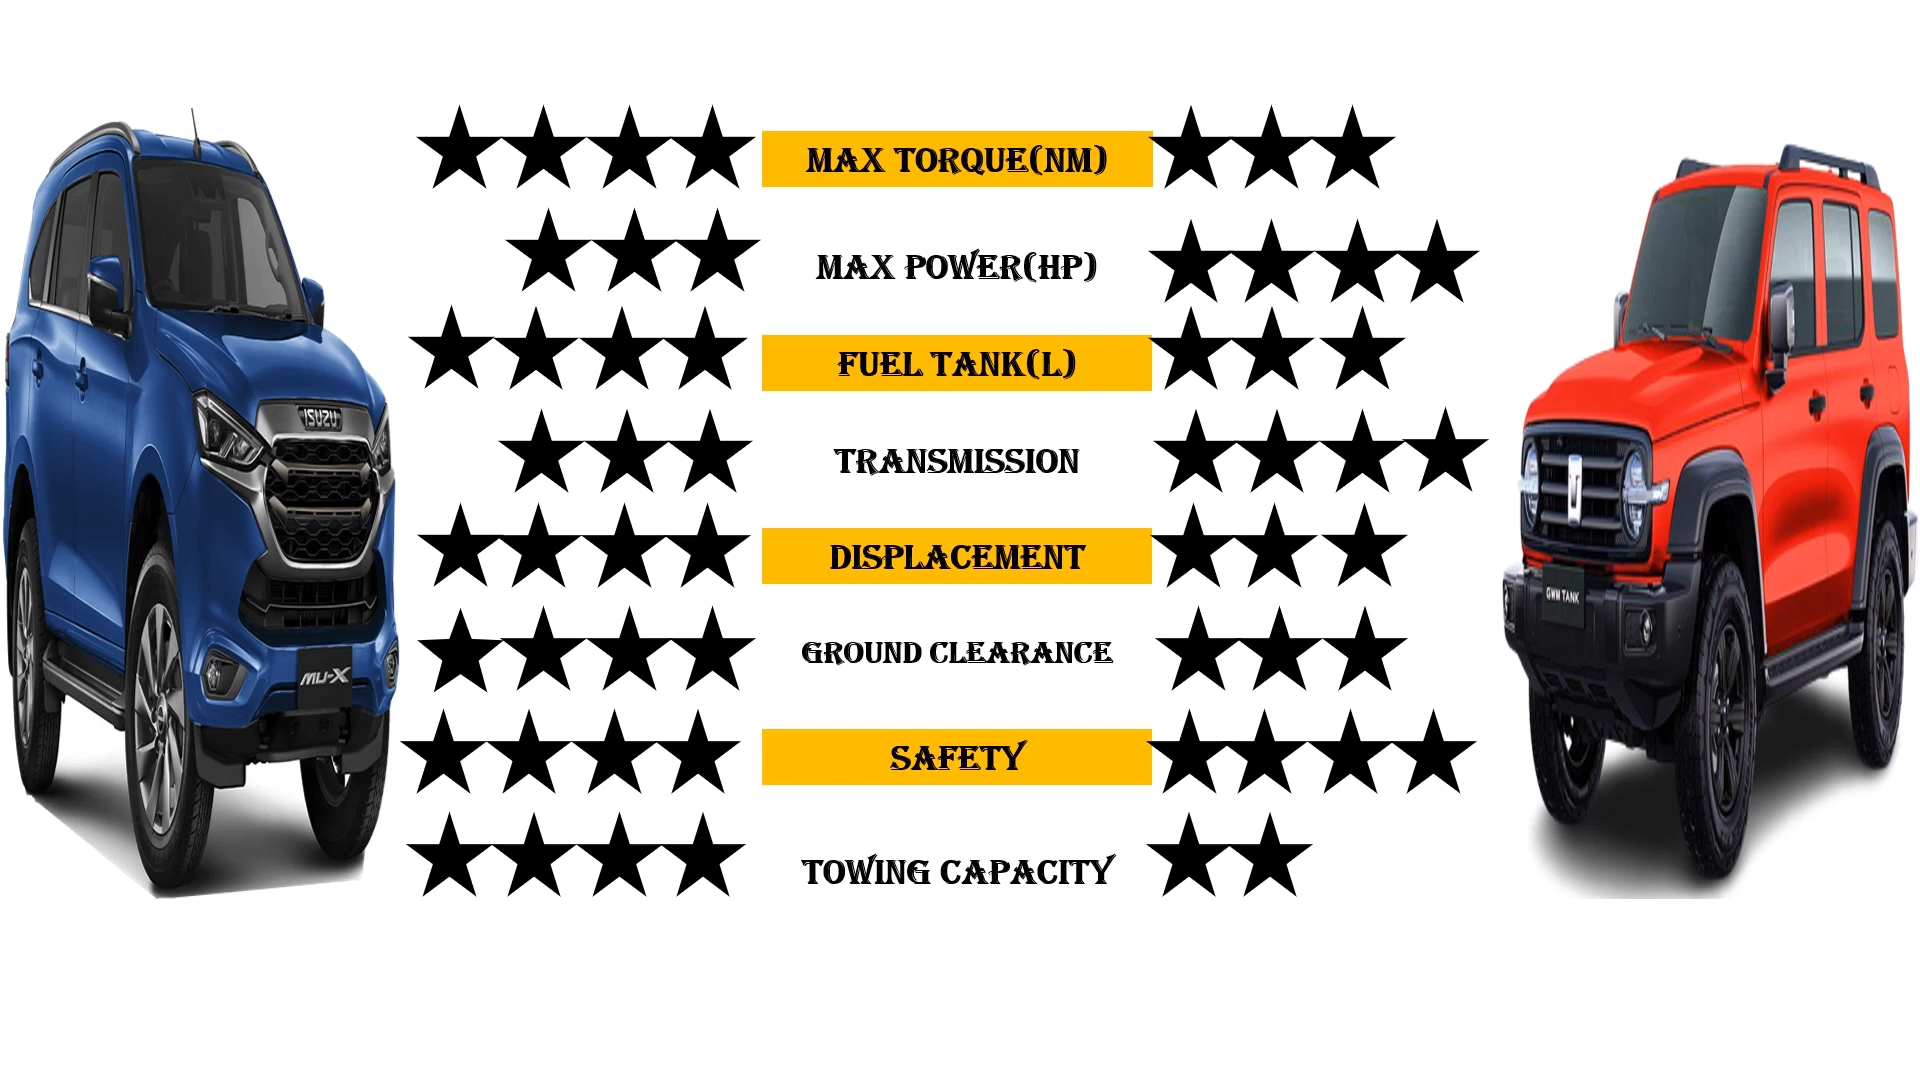 MAX TORQUE(NM)
MAX POWER(HP)
FUEL TANK(L)
TRANSMISSION
DISPLACEMENT
GROUND CLEARANCE
SAFETY
TOWING CAPACITY
ISUZU
MU-X
GWM TANK